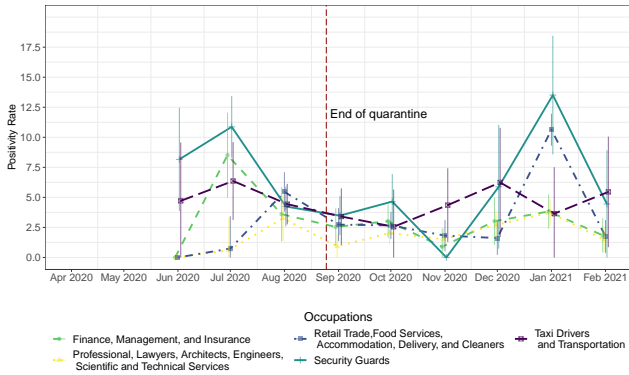 17.5
15.0
12.5
10.0
7.5
5.0
2.5
0.0
Positivity Rate
End of quarantine
Apr 2020 May 2020 Jun 2020 Jul 2020 Aug 2020 Sep 2020 Oct 2020 Nov 2020 Dec 2020 Jan 2021 Feb 2021
Occupations
Finance, Management, and Insurance
Professional, Lawyers, Architects, Engineers,
Scientific and Technical Services
Retail Trade,Food Services,
Accommodation, Delivery, and Cleaners
Security Guards
Taxi Drivers
and Transportation